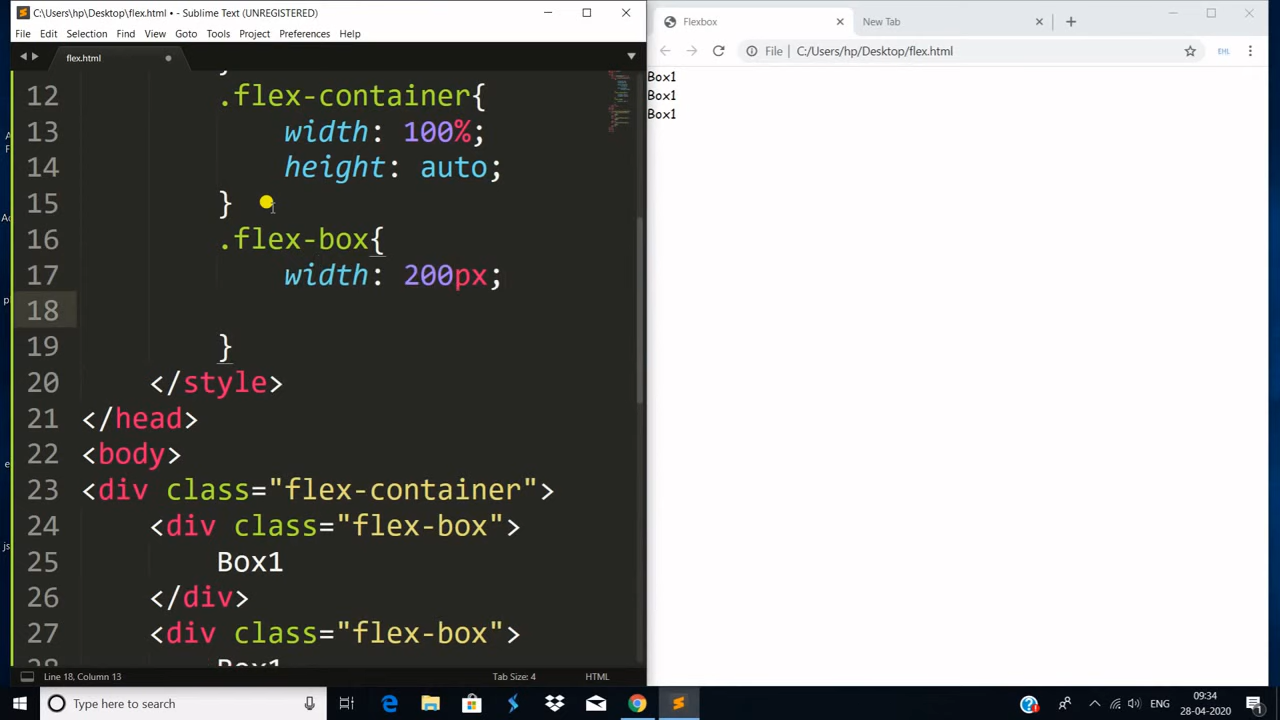 C:\Users\hp\Desktop\flex.html • - Sublime Text (UNREGISTERED)
File Edit Selection Find View Goto Tools Project Preferences Help
flex.html
12 .flex-container{
13 width: 100%;
14 height: auto;
15 }
16 .flex-box{
17 width: 200px;
18
19 }
20 </style>
21 </head>
22 <body>
23 <div class="flex-container">
24 <div class="flex-box">
25 Box1
26 </div>
27 <div class="flex-box">
28 Box1
Line 18, Column 13 Tab Size: 4 HTML
Flexbox New Tab
File C:/Users/hp/Desktop/flex.html EHL
Box1
Box1
Box1
Type here to search
ENG 09:34
28-04-2020
1